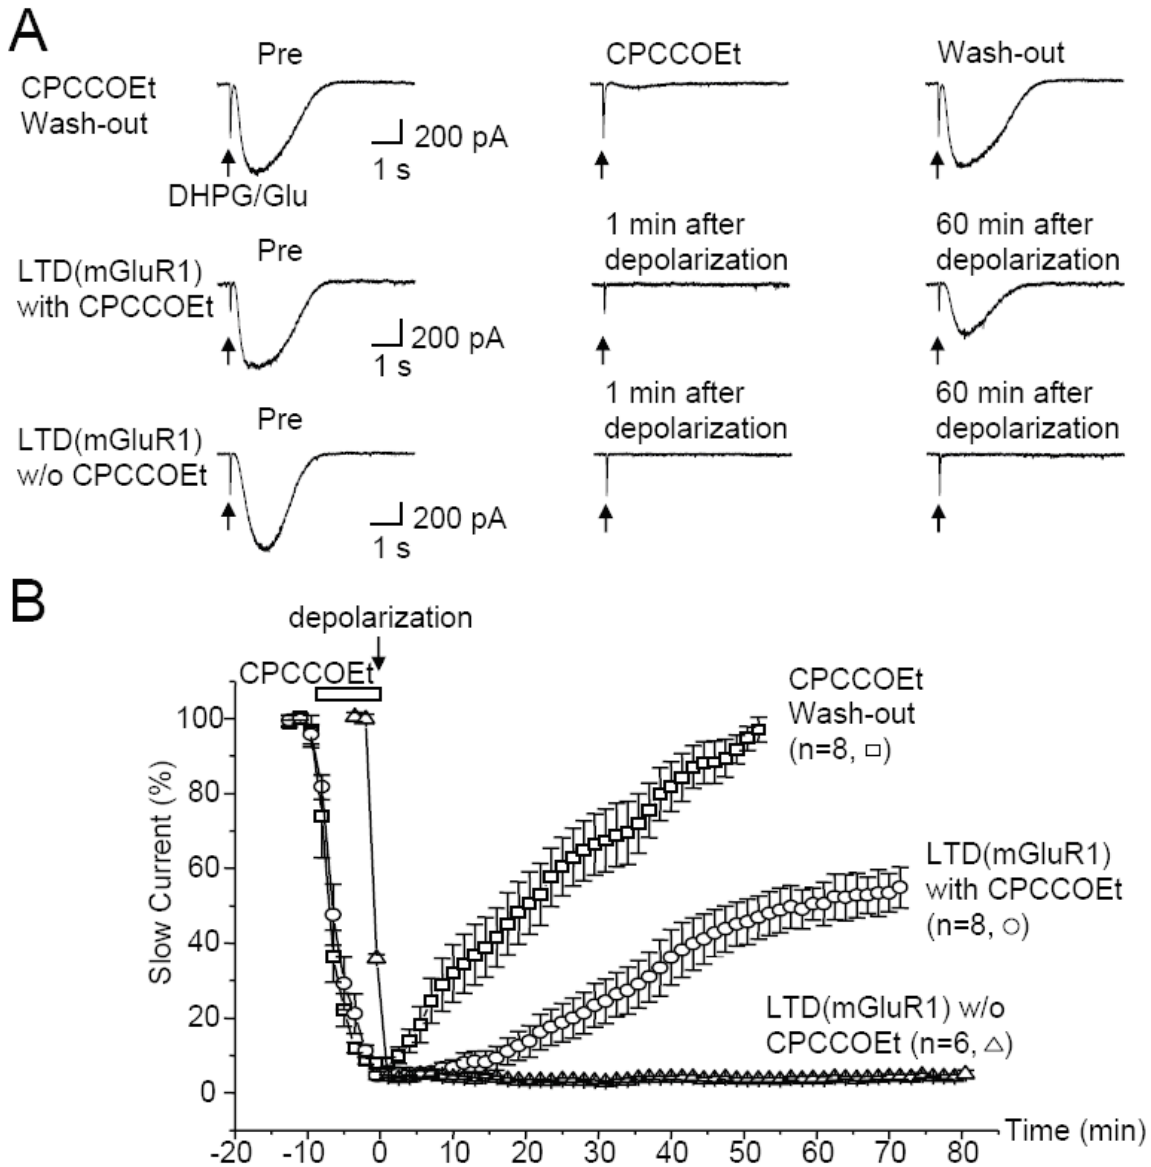 A
Pre
CPCCOEt
Wash-out
CPCCOEt
Wash-out
200 pA
1 s
DHPG/Glu
LTD(mGluR1)
with CPCCOEt
Pre
1 min after
depolarization
60 min after
depolarization
200 pA
1 s
LTD(mGluR1)
w/o CPCCOEt
Pre
1 min after
depolarization
60 min after
depolarization
200 pA
1 s
B
depolarization
CPCCOEt
CPCCOEt
Wash-out
(n=8, □)
LTD(mGluR1)
with CPCCOEt
(n=8, ○)
LTD(mGluR1) w/o
CPCCOEt (n=6, △)
Slow Current (%)
100
80
60
40
20
0
-20 -10 0 10 20 30 40 50 60 70 80
Time (min)